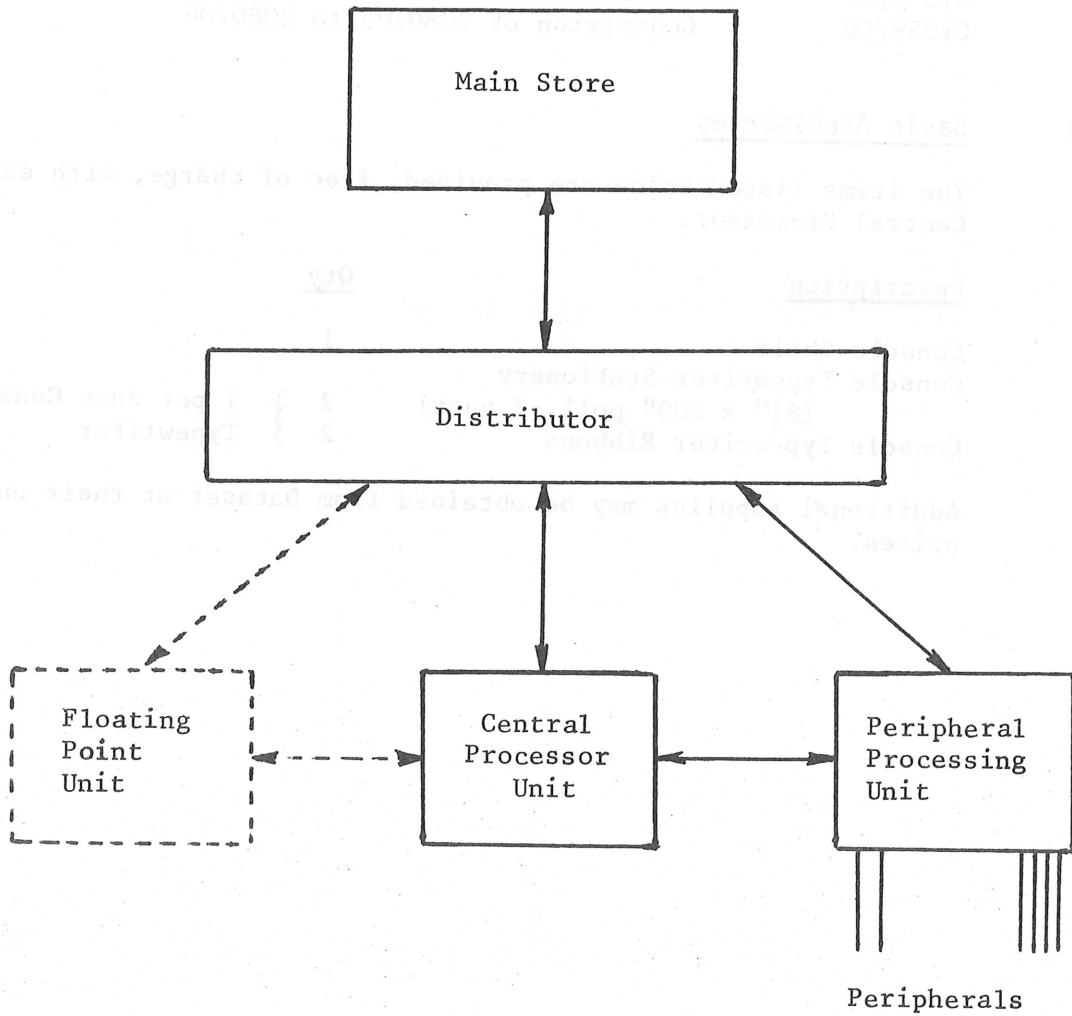 Main Store
Distributor
Floating
Point
Unit
Central
Processor
Unit
Peripheral
Processing
Unit
Peripherals